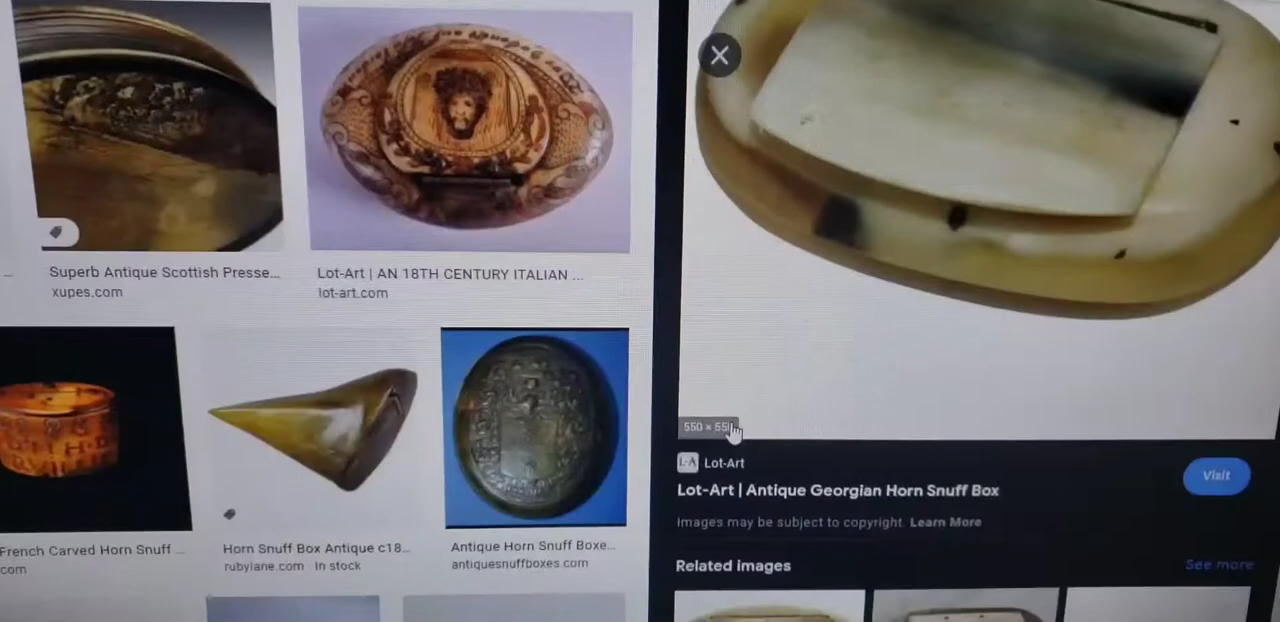 Superb Antique Scottish Presse...
xupes.com
Lot-Art | AN 18TH CENTURY ITALIAN ...
lot-art.com
French Carved Horn Snuff ...
com
Horn Snuff Box Antique c18...
rubylane.com · In stock
Antique Horn Snuff Boxe...
antiquesnuffboxes.com
550 × 55
L-A Lot-Art
Visit
Lot-Art | Antique Georgian Horn Snuff Box
Images may be subject to copyright. Learn More
Related images
See more